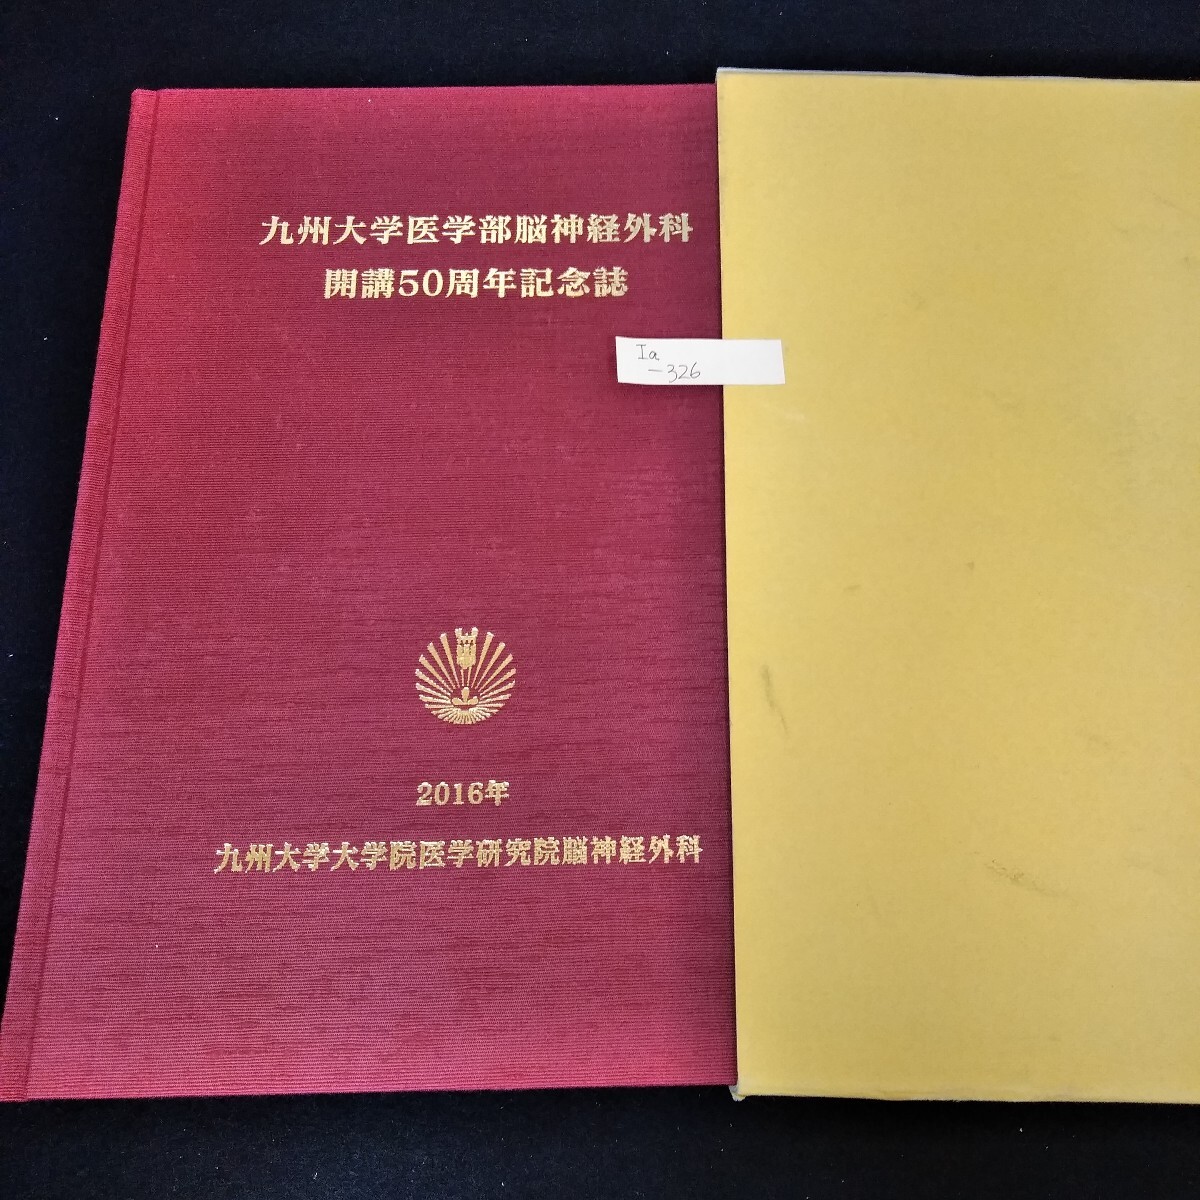 九州大学医学部脳神経外科
開講50周年記念誌
Ia
-326
2016年
九州大学大学院医学研究院脳神経外科